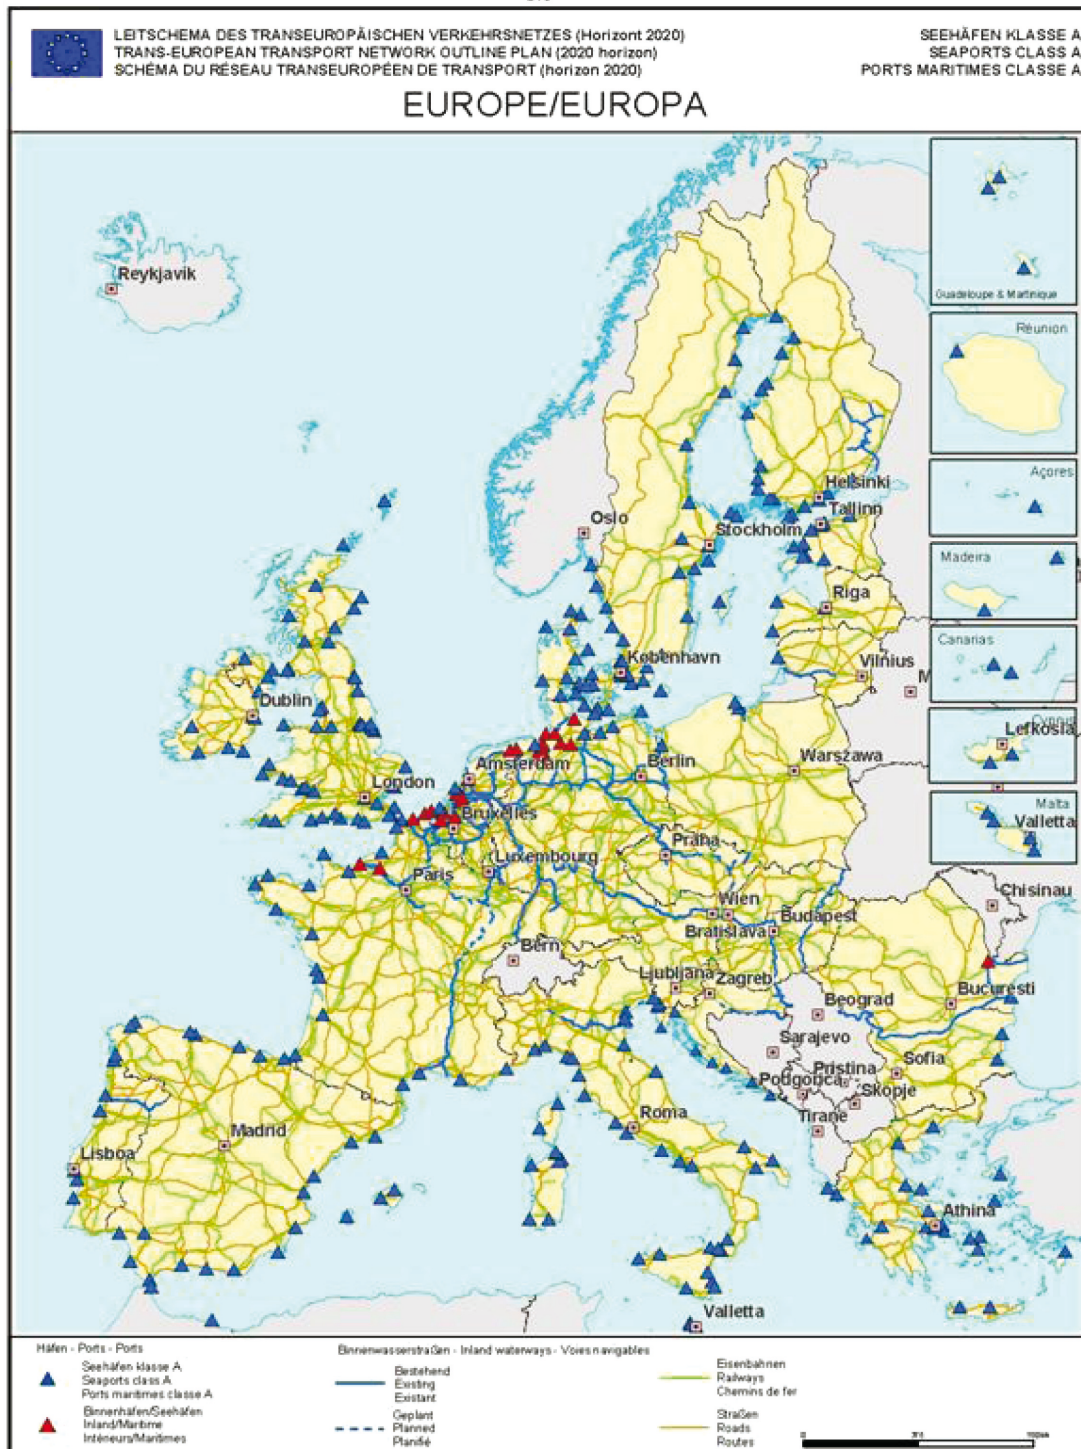 LEITSCHEMA DES TRANSEUROPÄISCHEN VERKEHRSNETZES (Horizont 2020)
TRANS-EUROPEAN TRANSPORT NETWORK OUTLINE PLAN (2020 horizon)
SCHÉMA DU RÉSEAU TRANSEUROPÉEN DE TRANSPORT (horizon 2020)
SEEHÄFEN KLASSE A
SEAPORTS CLASS A
PORTS MARITIMES CLASSE A
EUROPE/EUROPA
Guadeloupe & Martinique
Reykjavik
Réunion
Açores
Helsinki
Tallinn
Oslo
Stockholm
Madeira
Riga
Canarias
København
Vilnius
M
Dublin
Cyprus
Lefkosia
Amsterdam
Berlin
Warszawa
London
Malta
Valletta
Bruxelles
Praha
Luxembourg
Paris
Chisinau
Wien
Budapest
Bratislava
Bern
Ljubljana
Zagreb
Beograd
Bucuresti
Sarajevo
Sofia
Pristina
Podgorica
Skopje
Roma
Tirane
Madrid
Lisboa
Athina
Valletta
Häfen - Ports - Ports
Seehäfen klasse A
Seaports class A
Ports maritimes classe A
Binnenhäfen/Seehäfen
Inland/Maritime
Intérieurs/Maritimes
Binnenwasserstraßen - Inland waterways - Voies navigables
Bestehend
Existing
Existant
Geplant
Planned
Planifié
Eisenbahnen
Railways
Chemins de fer
Straßen
Roads
Routes
0